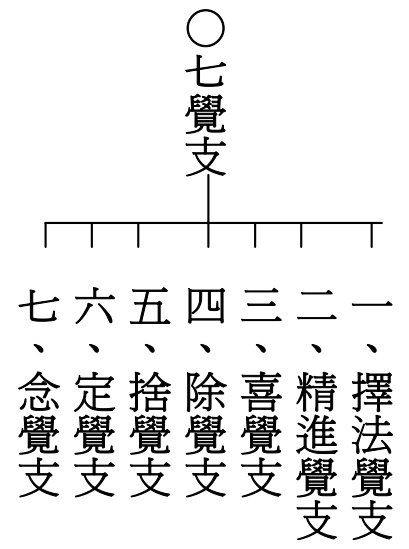 ○七覺支
一、擇法覺支
二、精進覺支
三、喜覺支
四、除覺支
五、捨覺支
六、定覺支
七、念覺支